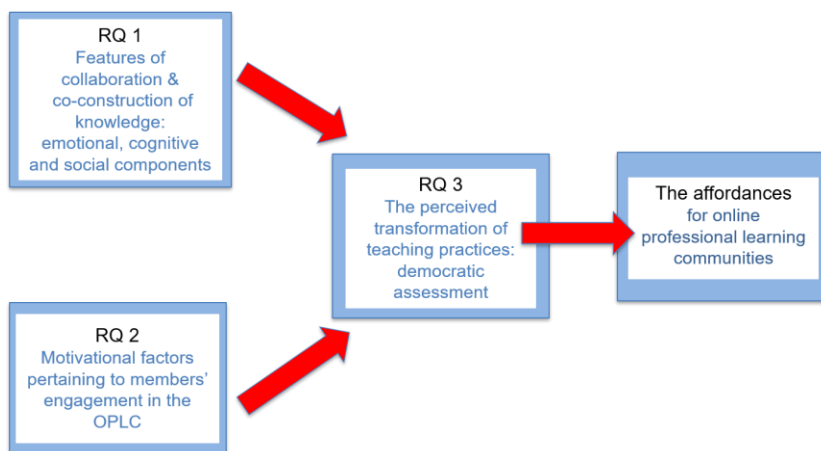 RQ 1
Features of
collaboration &
co-construction of
knowledge:
emotional, cognitive
and social components
RQ 2
Motivational factors
pertaining to members'
engagement in the
OPLC
RQ 3
The perceived
transformation of
teaching practices:
democratic
assessment
The affordances
for online
professional learning
communities